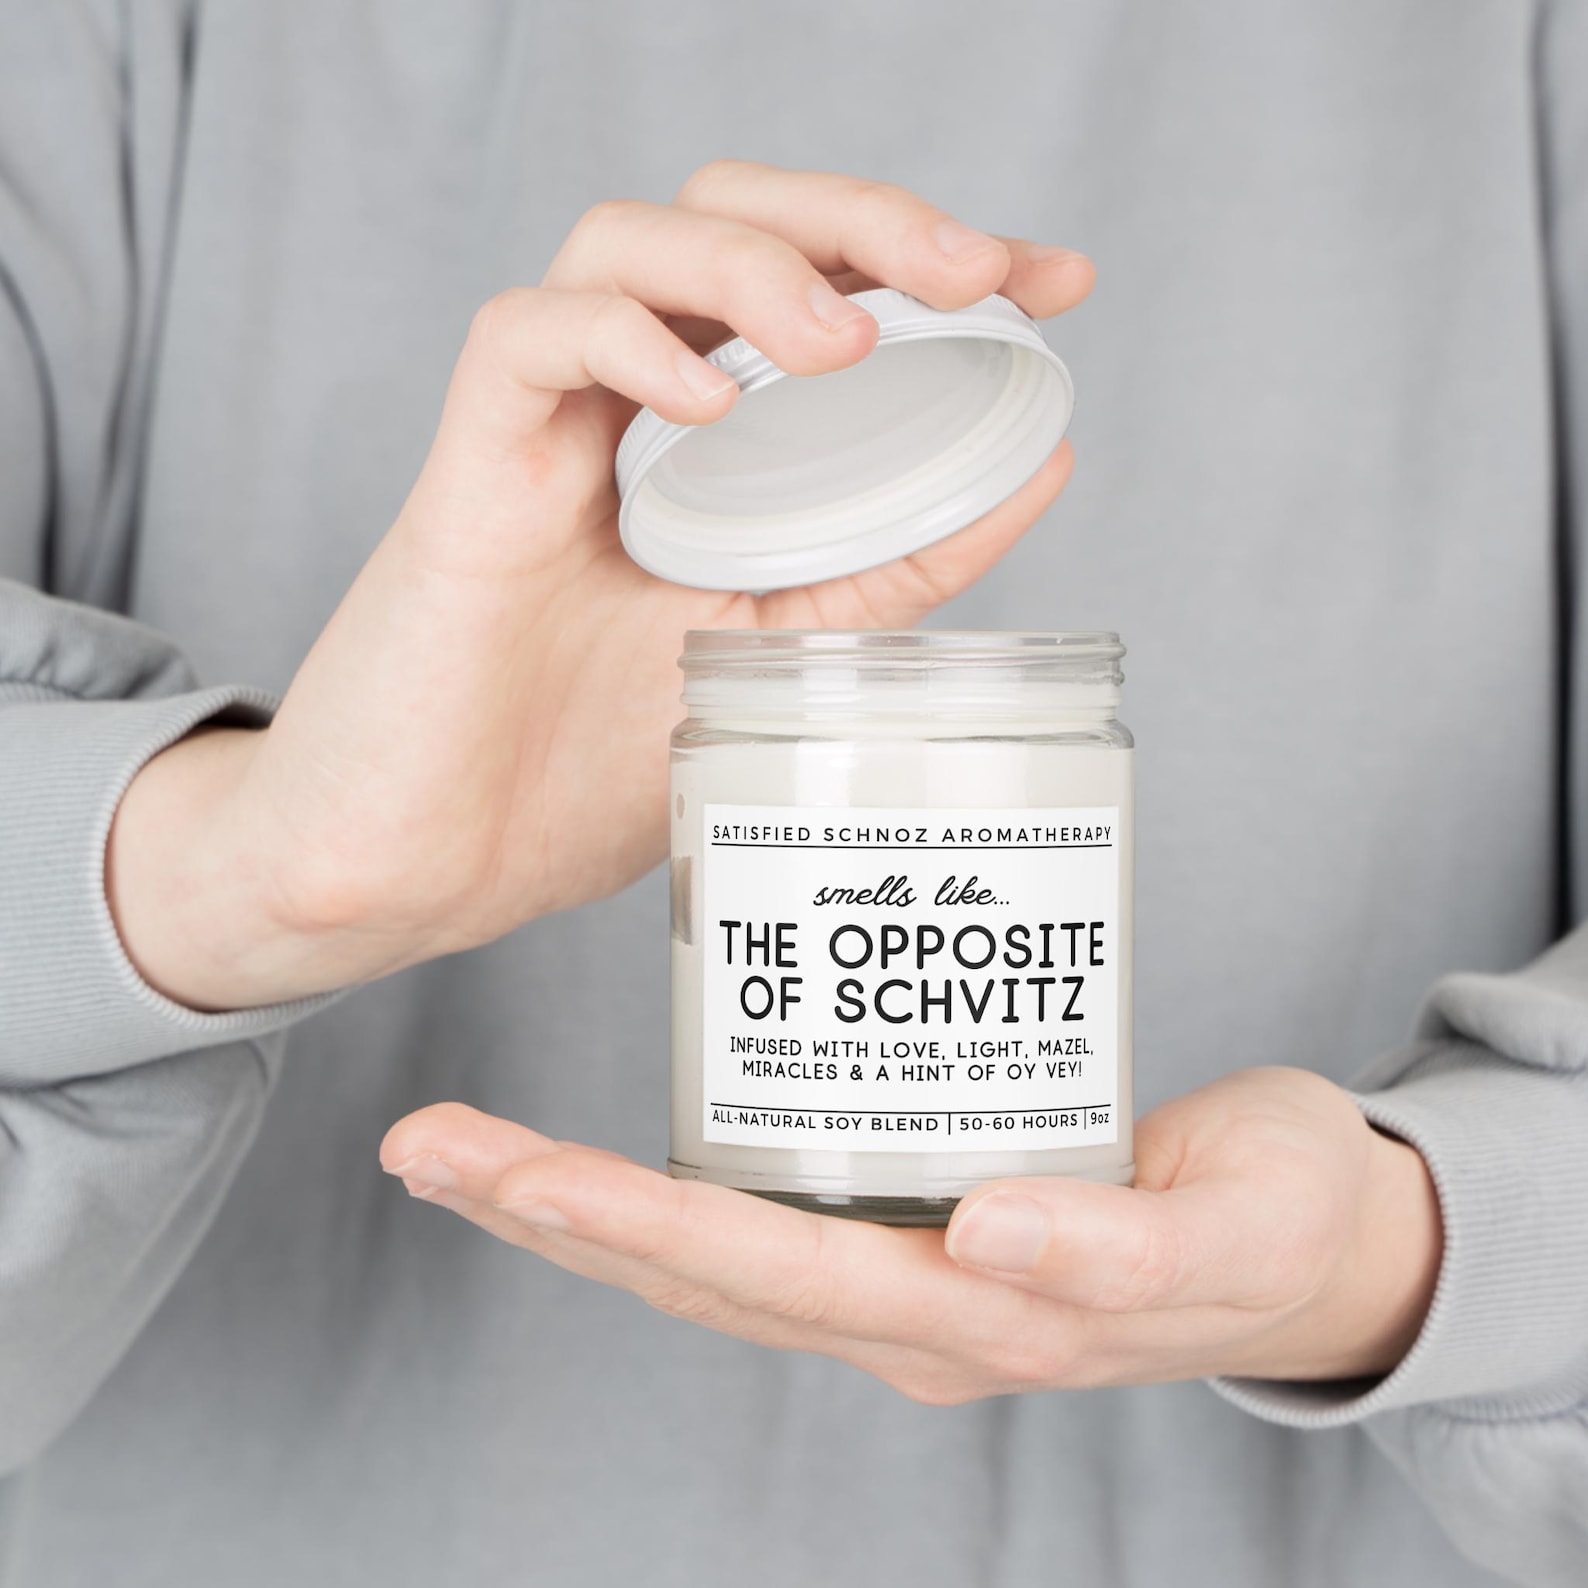 SATISFIED SCHNOZ AROMATHERAPY
smells like...
THE OPPOSITE
OF SCHVITZ
INFUSED WITH LOVE, LIGHT, MAZEL,
MIRACLES & A HINT OF OY VEY!
ALL-NATURAL SOY BLEND | 50-60 HOURS | 9oz